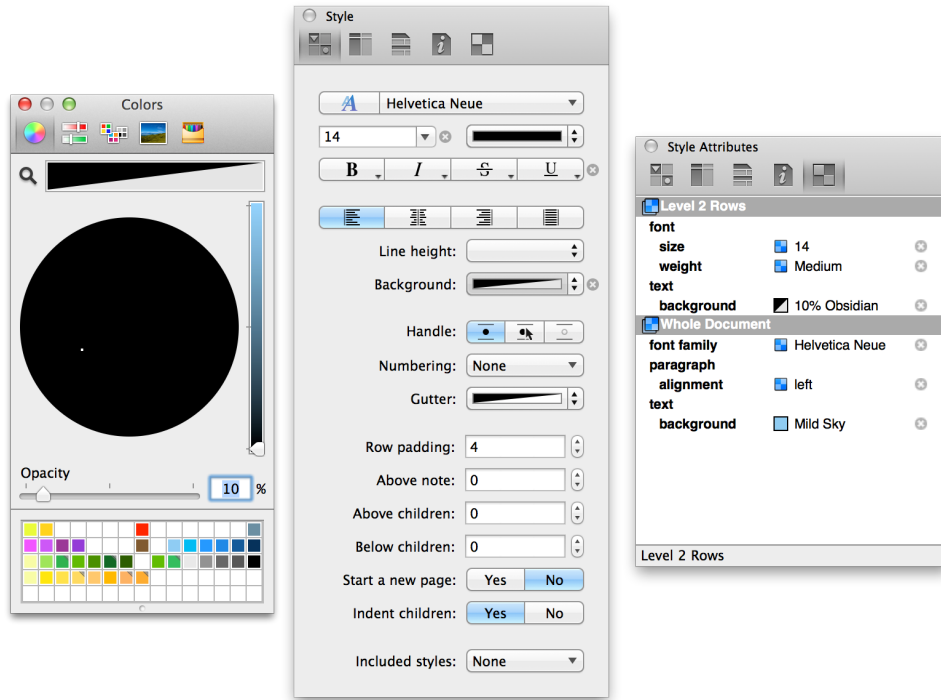 Colors
Opacity
10 %
Style
Helvetica Neue
14
B I S U
Line height:
Background:
Handle:
Numbering: None
Gutter:
Row padding: 4
Above note: 0
Above children: 0
Below children: 0
Start a new page: Yes No
Indent children: Yes No
Included styles: None
Style Attributes
Level 2 Rows
font
size 14
weight Medium
text
background 10% Obsidian
Whole Document
font family Helvetica Neue
paragraph
alignment left
text
background Mild Sky
Level 2 Rows